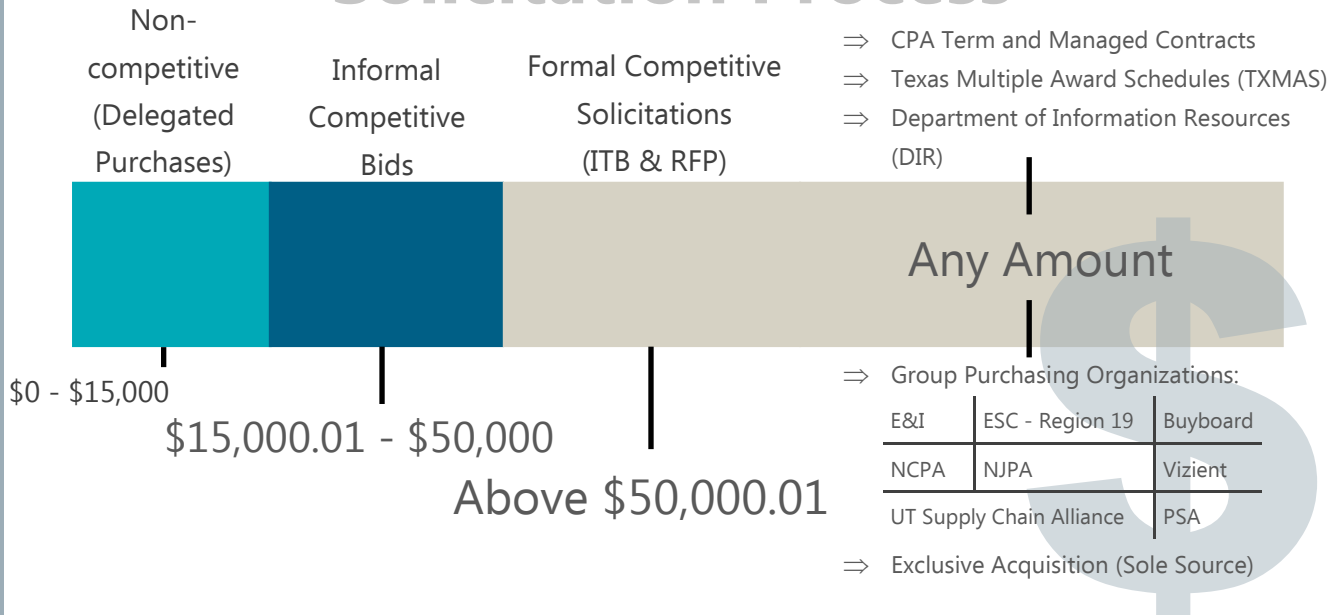 Solicitation Process
Non-
competitive
(Delegated
Purchases)
Informal
Competitive
Bids
Formal Competitive
Solicitations
(ITB & RFP)
⇒ CPA Term and Managed Contracts
⇒ Texas Multiple Award Schedules (TXMAS)
⇒ Department of Information Resources
(DIR)
Any Amount
$
$0 - $15,000
$15,000.01 - $50,000
Above $50,000.01
⇒ Group Purchasing Organizations:
E&I ESC - Region 19 Buyboard
NCPA NJPA Vizient
UT Supply Chain Alliance PSA
⇒ Exclusive Acquisition (Sole Source)